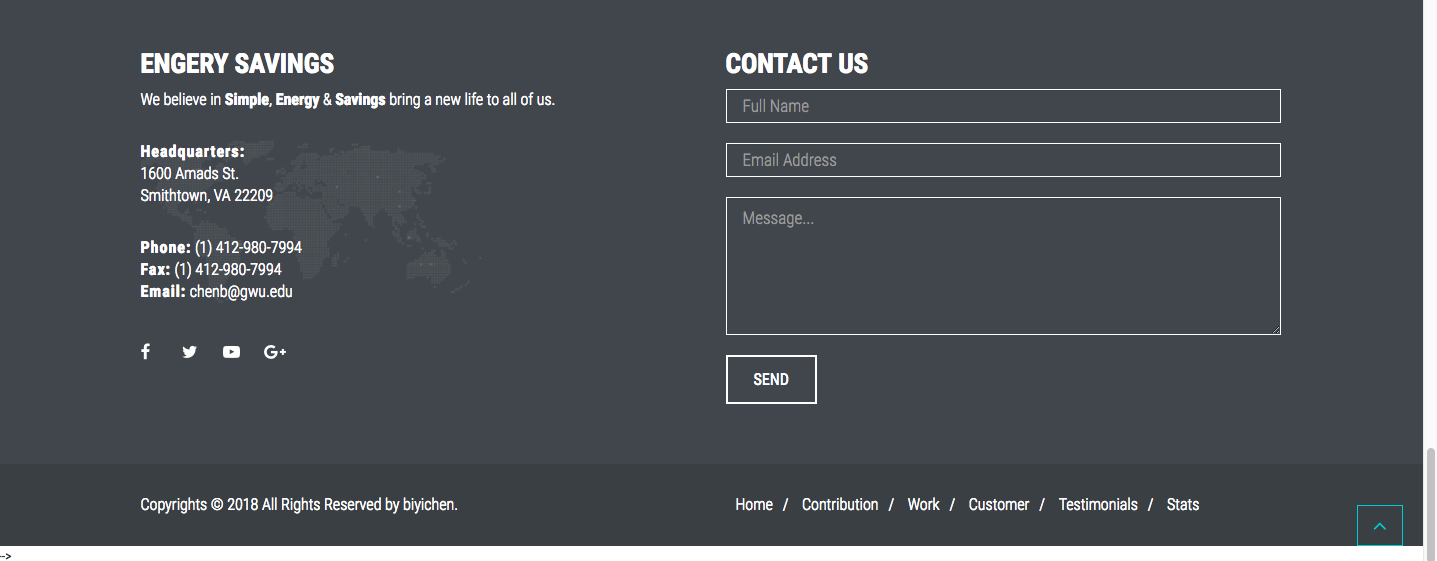 ENGERY SAVINGS
We believe in Simple, Energy & Savings bring a new life to all of us.
Headquarters:
1600 Amads St.
Smithtown, VA 22209
Phone: (1) 412-980-7994
Fax: (1) 412-980-7994
Email: chenb@gwu.edu
CONTACT US
Full Name
Email Address
Message...
SEND
Copyrights © 2018 All Rights Reserved by biyichen.
Home / Contribution / Work / Customer / Testimonials / Stats
-->